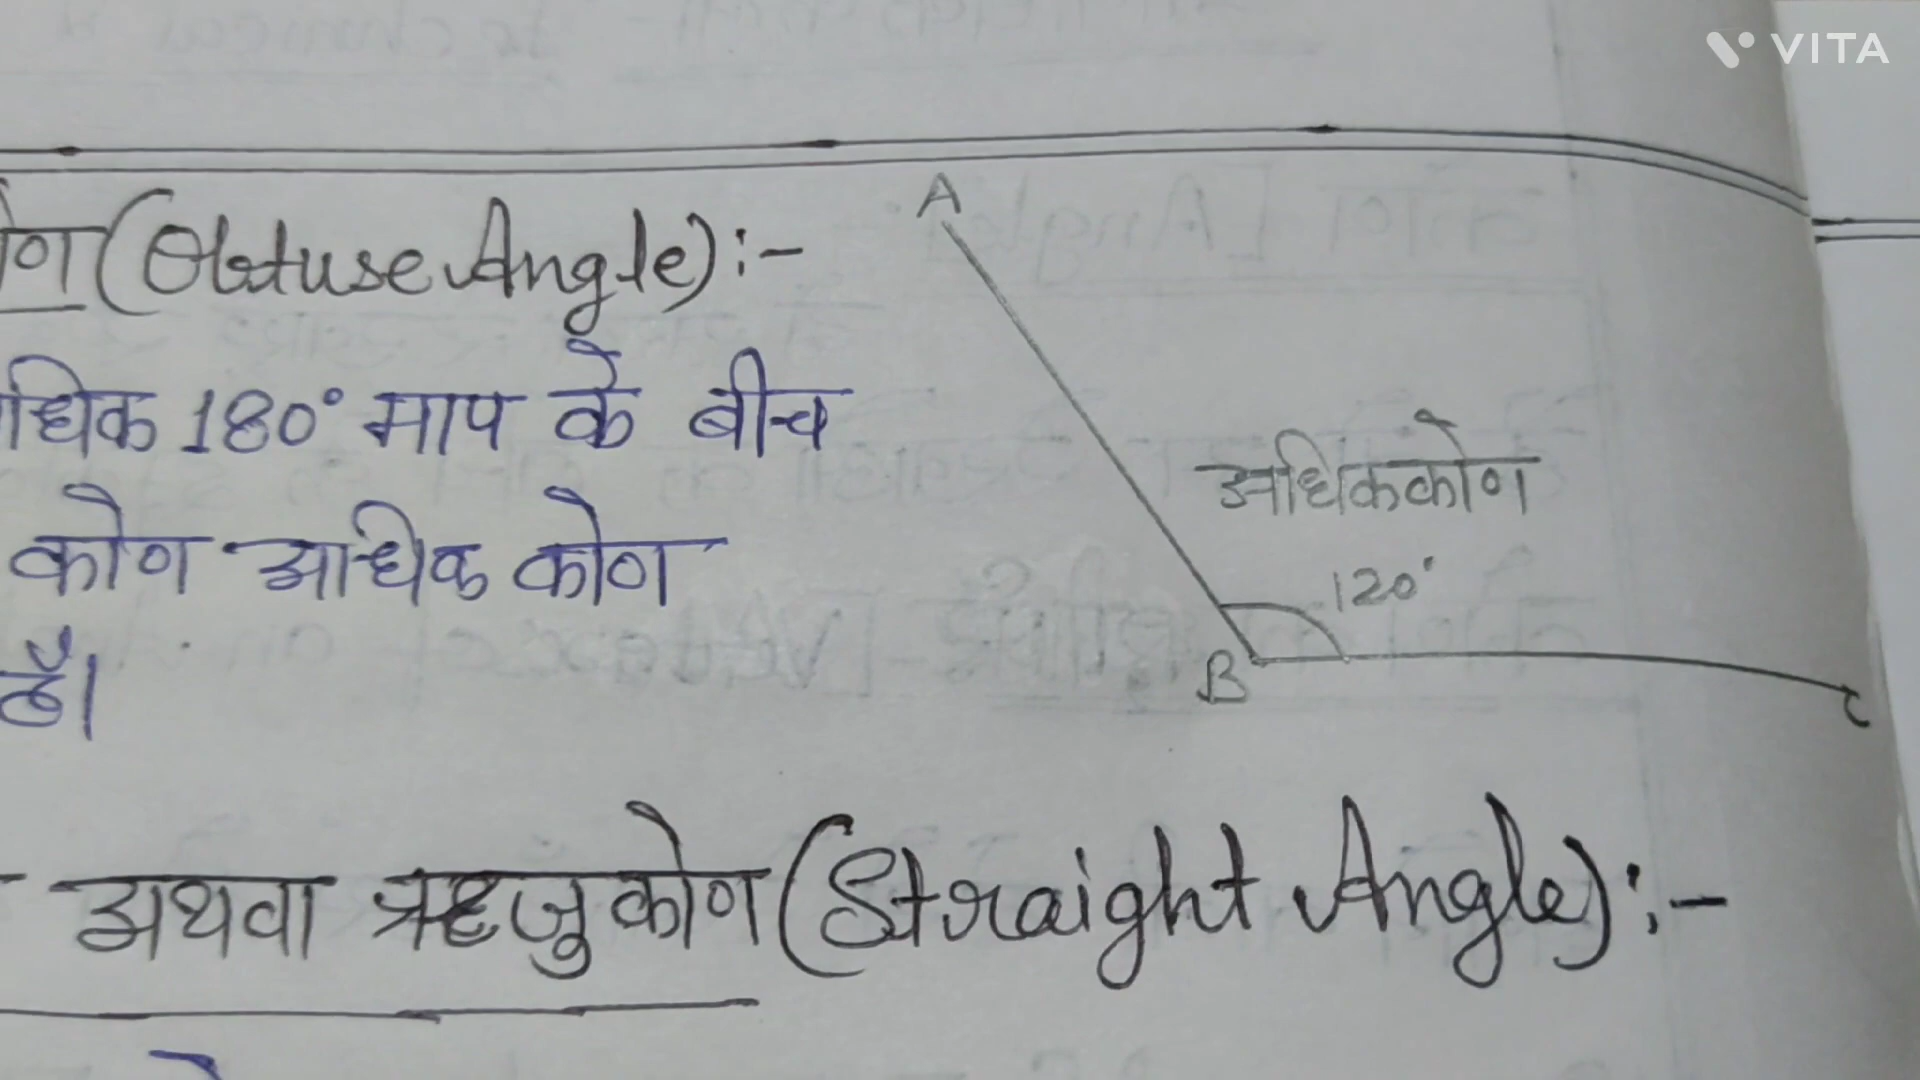 VITA
(Obtuse Angle):-
A
180° माप के बीच
अधिककोण
कोण अधिक कोण
120°
है।
B
C
अथवा ऋजु कोण (Straight Angle):-